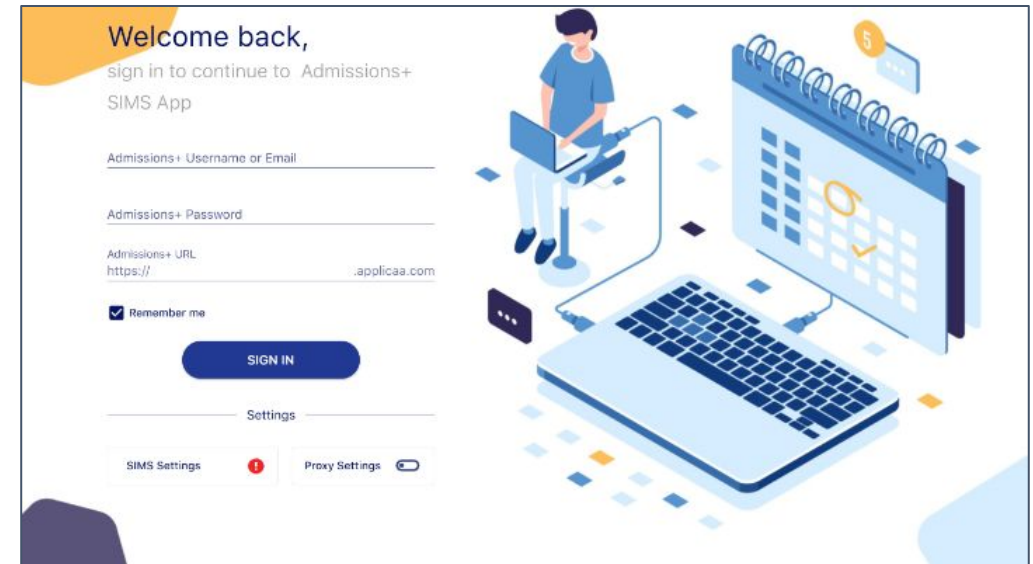 Welcome back,
sign in to continue to Admissions+
SIMS App
Admissions+ Username or Email
Admissions+ Password
Admissions+ URL
https:// .applicaa.com
Remember me
SIGN IN
Settings
SIMS Settings !
Proxy Settings
5